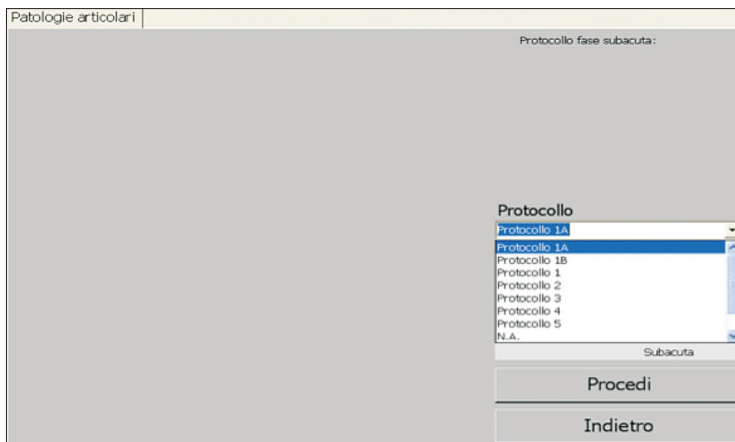 Patologie articolari
Protocollo fase subacuta:
Protocollo
Protocollo 1A
Protocollo 1A
Protocollo 1B
Protocollo 1
Protocollo 2
Protocollo 3
Protocollo 4
Protocollo 5
N.A.
Subacuta
Procedi
Indietro